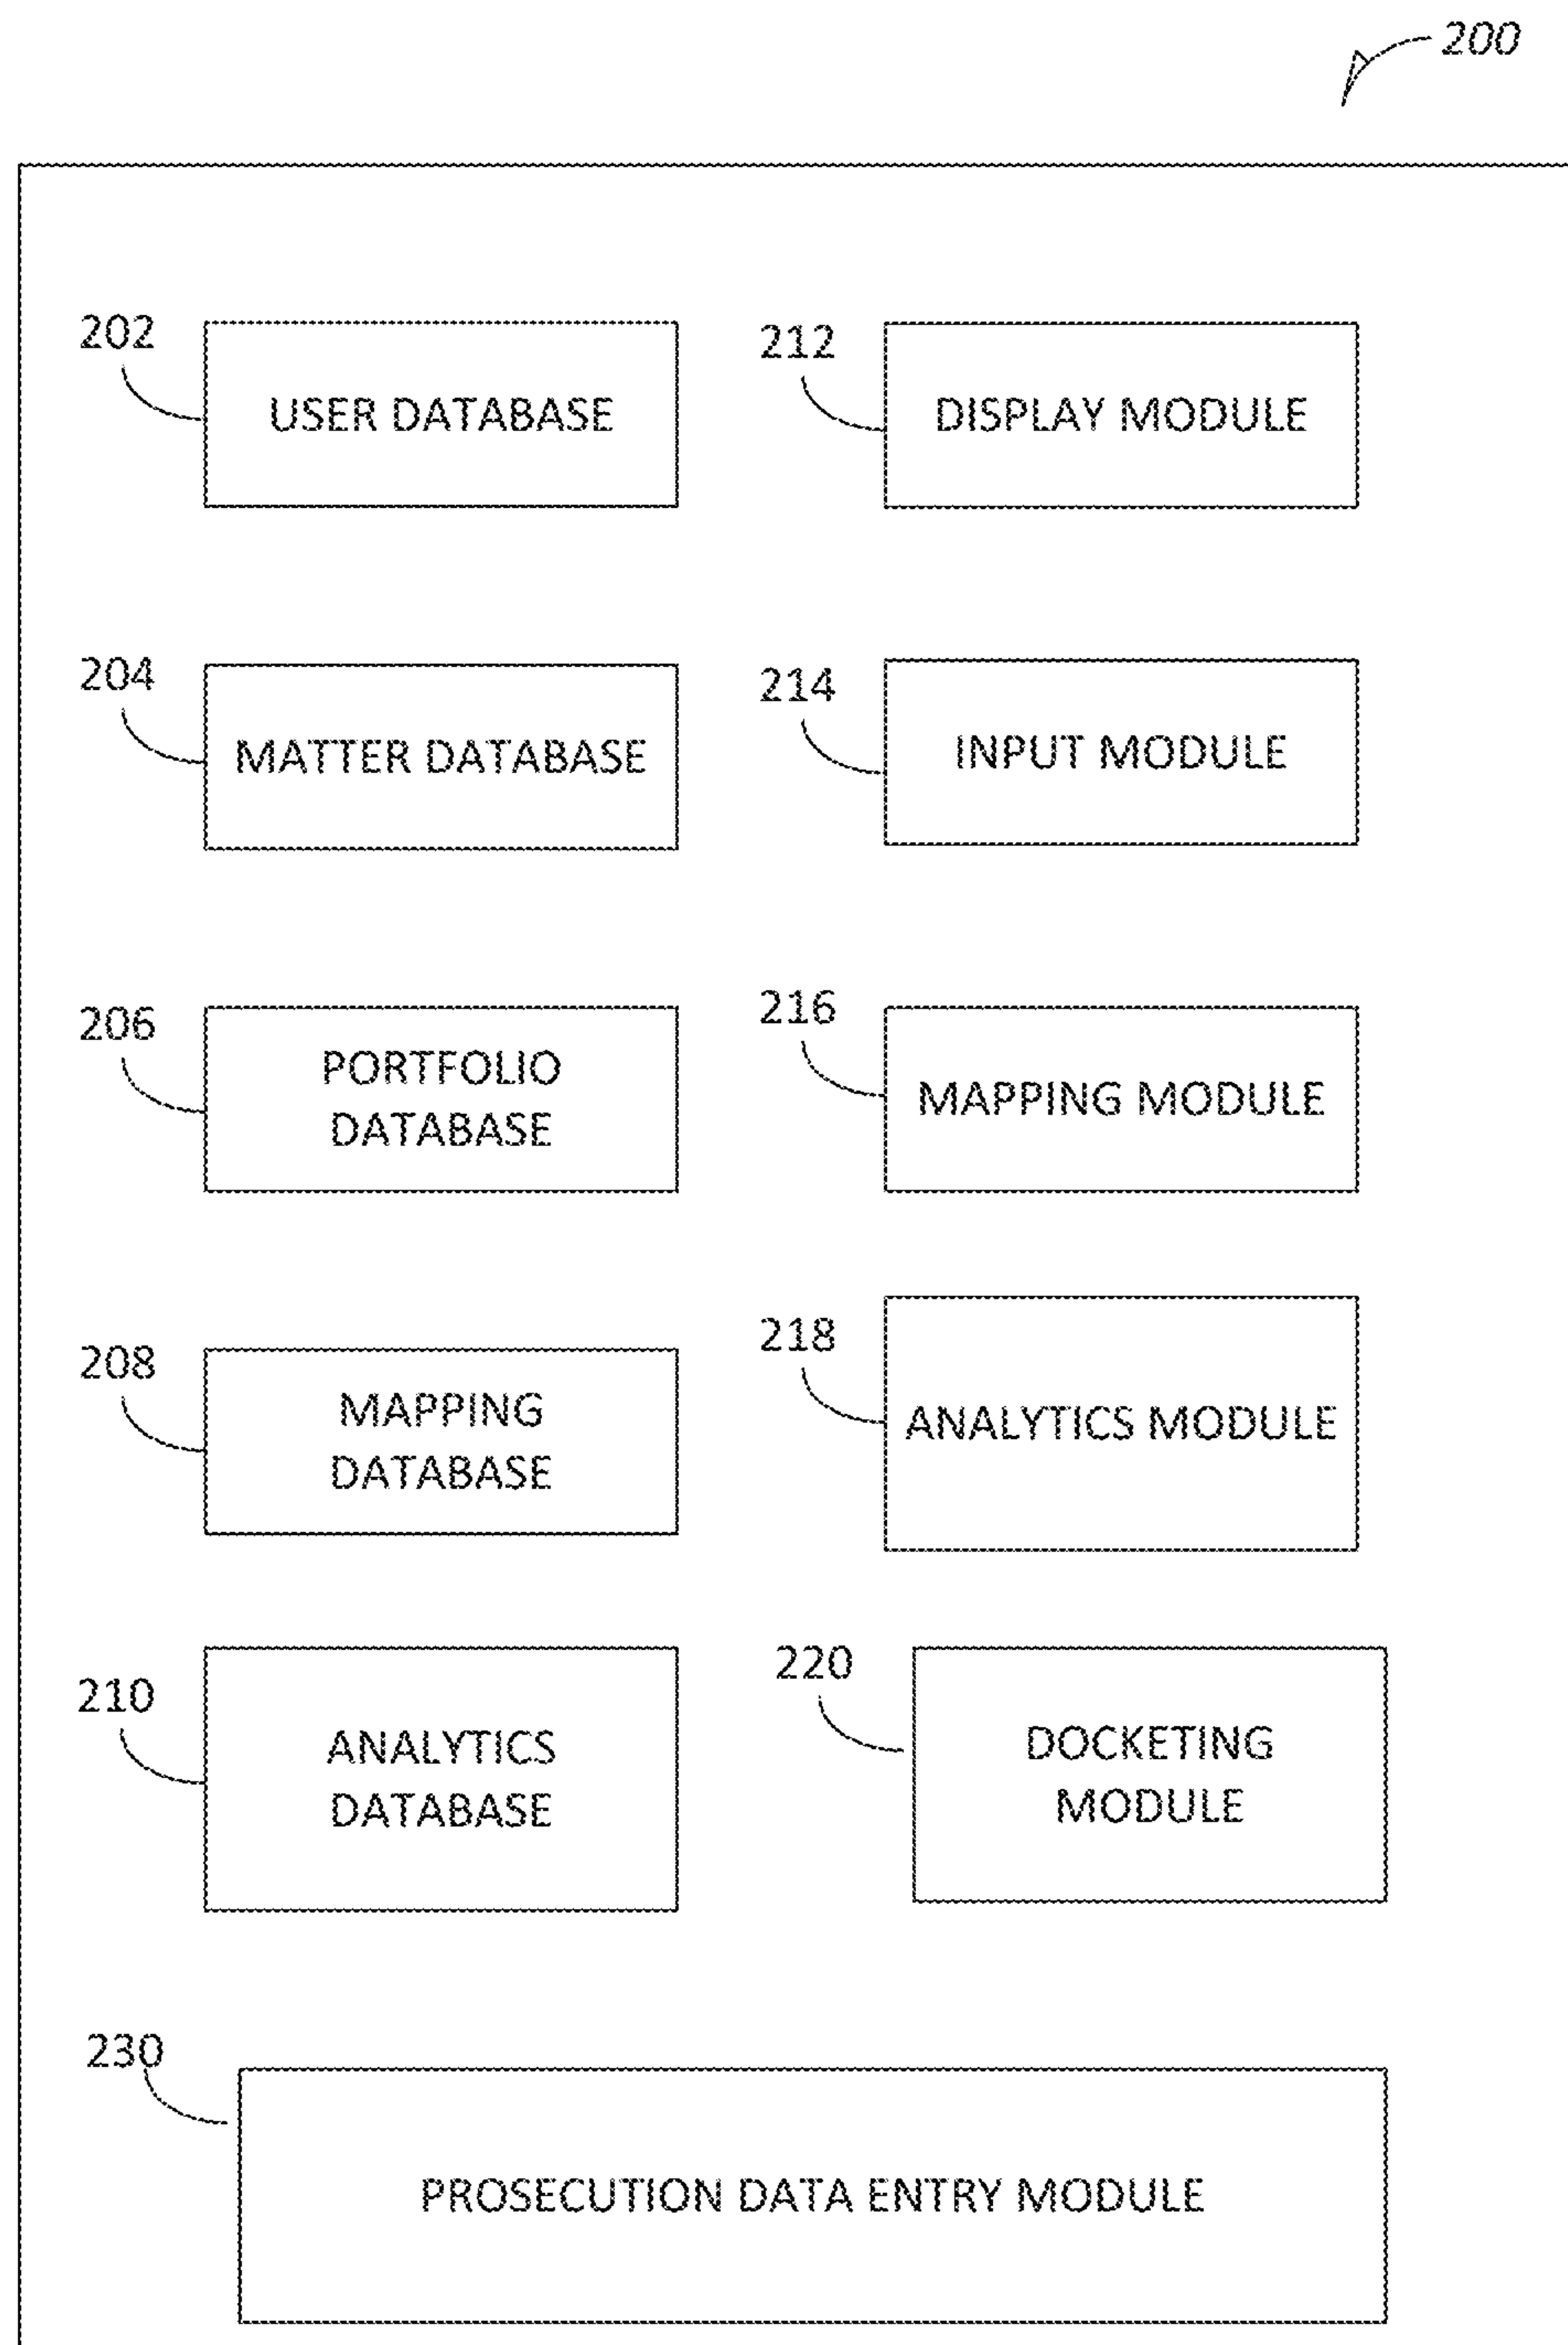 200
202
USER DATABASE
212
DISPLAY MODULE
204
MATTER DATABASE
214
INPUT MODULE
206
PORTFOLIO
DATABASE
216
MAPPING MODULE
208
MAPPING
DATABASE
218
ANALYTICS MODULE
210
ANALYTICS
DATABASE
220
DOCKETING
MODULE
230
PROSECUTION DATA ENTRY MODULE